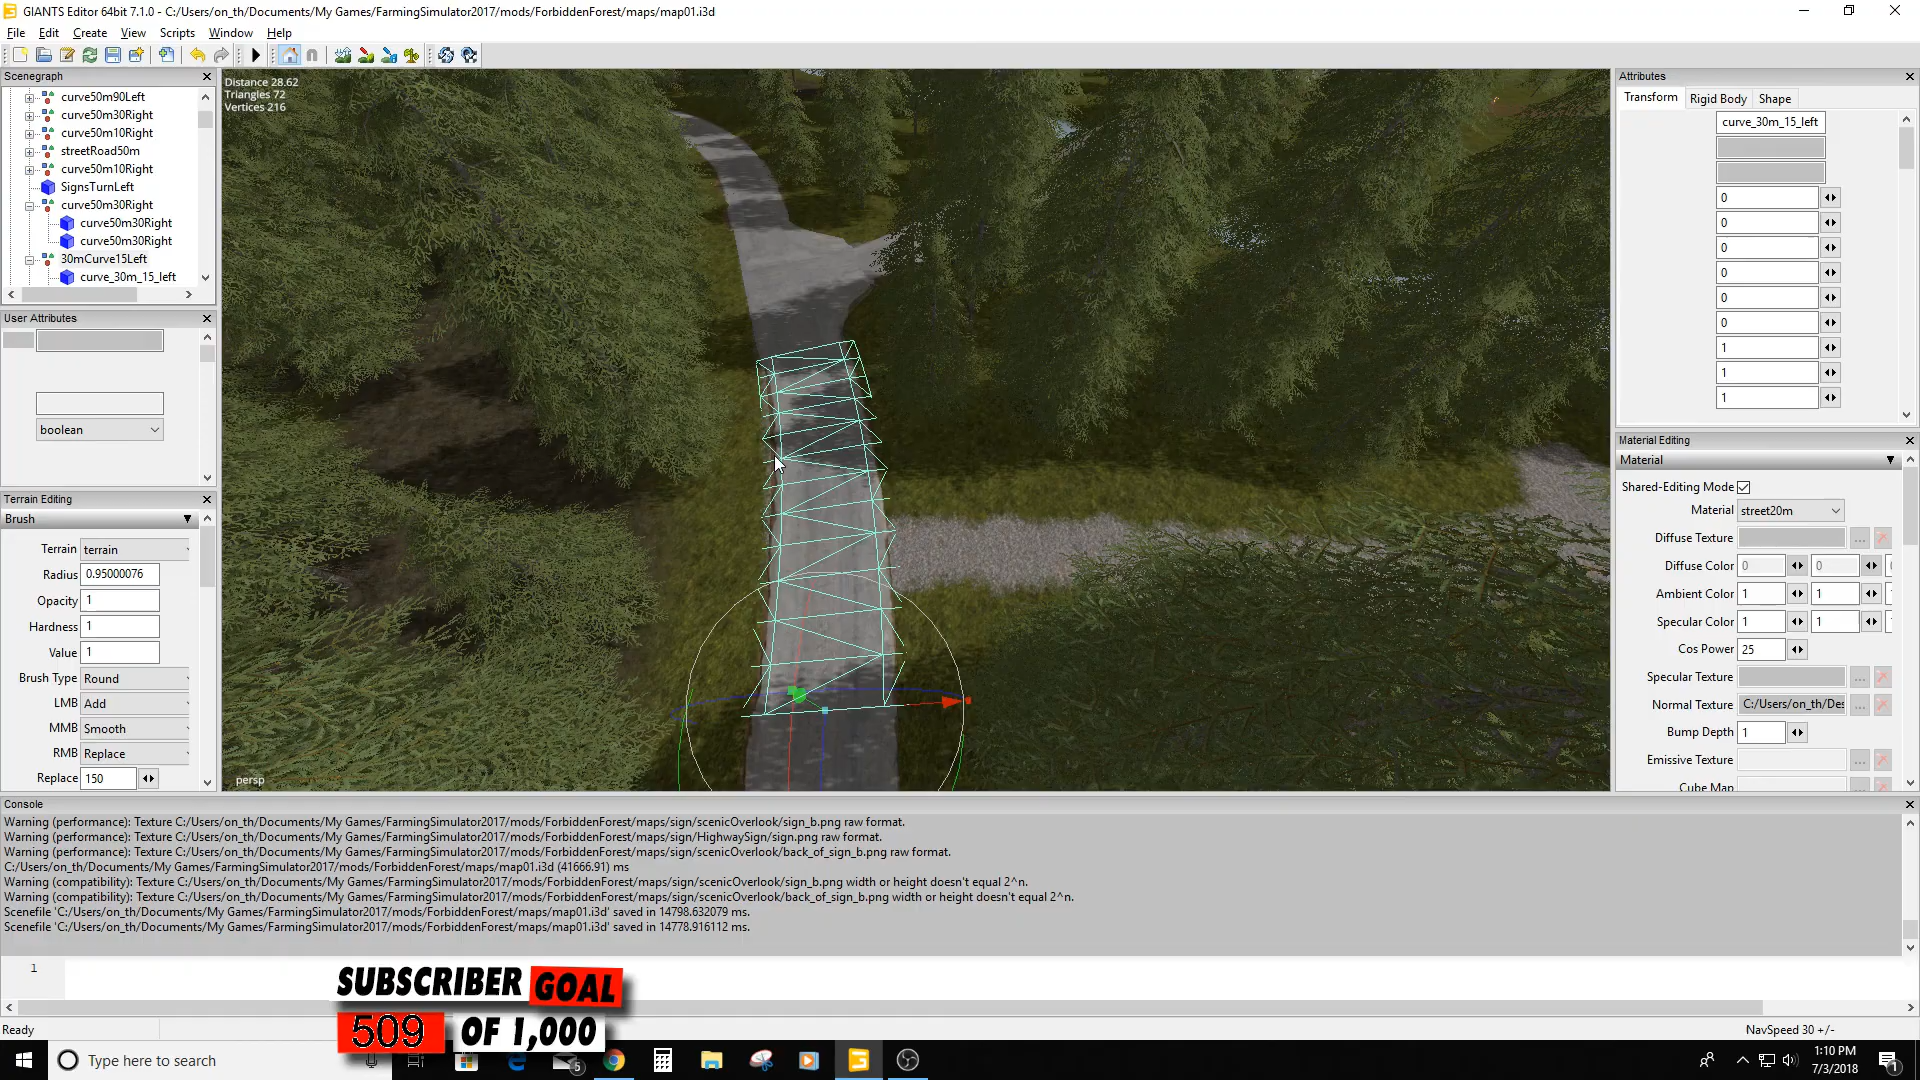 GIANTS Editor 64bit 7.1.0 - C:/Users/on_th/Documents/My Games/FarmingSimulator2017/mods/ForbiddenForest/maps/map01.i3d
File Edit Create View Scripts Window Help
Scenegraph
curve50m90Left
curve50m30Right
curve50m10Right
streetRoad50m
curve50m10Right
SignsTurnLeft
curve50m30Right
curve50m30Right
curve50m30Right
30mCurve15Left
curve_30m_15_left
User Attributes
boolean
Terrain Editing
Brush
Terrain terrain
Radius 0.95000076
Opacity 1
Hardness 1
Value 1
Brush Type Round
LMB Add
MMB Smooth
RMB Replace
Replace 150
Distance 28.62
Triangles 72
Vertices 216
persp
Attributes
Transform Rigid Body Shape
curve_30m_15_left
0
0
0
0
0
0
1
1
1
Material Editing
Material
Shared-Editing Mode
Material street20m
Diffuse Texture ...
Diffuse Color 0 0
Ambient Color 1 1
Specular Color 1 1
Cos Power 25
Specular Texture ...
Normal Texture C:/Users/on_th/Des ...
Bump Depth 1
Emissive Texture ...
Cube Map
Console
Warning (performance): Texture C:/Users/on_th/Documents/My Games/FarmingSimulator2017/mods/ForbiddenForest/maps/sign/scenicOverlook/sign_b.png raw format.
Warning (performance): Texture C:/Users/on_th/Documents/My Games/FarmingSimulator2017/mods/ForbiddenForest/maps/sign/HighwaySign/sign.png raw format.
Warning (performance): Texture C:/Users/on_th/Documents/My Games/FarmingSimulator2017/mods/ForbiddenForest/maps/sign/scenicOverlook/back_of_sign_b.png raw format.
C:/Users/on_th/Documents/My Games/FarmingSimulator2017/mods/ForbiddenForest/maps/map01.i3d (41666.91) ms
Warning (compatibility): Texture C:/Users/on_th/Documents/My Games/FarmingSimulator2017/mods/ForbiddenForest/maps/sign/scenicOverlook/sign_b.png width or height doesn't equal 2^n.
Warning (compatibility): Texture C:/Users/on_th/Documents/My Games/FarmingSimulator2017/mods/ForbiddenForest/maps/sign/scenicOverlook/back_of_sign_b.png width or height doesn't equal 2^n.
Scenefile 'C:/Users/on_th/Documents/My Games/FarmingSimulator2017/mods/ForbiddenForest/maps/map01.i3d' saved in 14798.632079 ms.
Scenefile 'C:/Users/on_th/Documents/My Games/FarmingSimulator2017/mods/ForbiddenForest/maps/map01.i3d' saved in 14778.916112 ms.
1
SUBSCRIBER GOAL
509 OF 1,000
Ready
NavSpeed 30 +/-
Type here to search
5
1:10 PM
7/3/2018
1